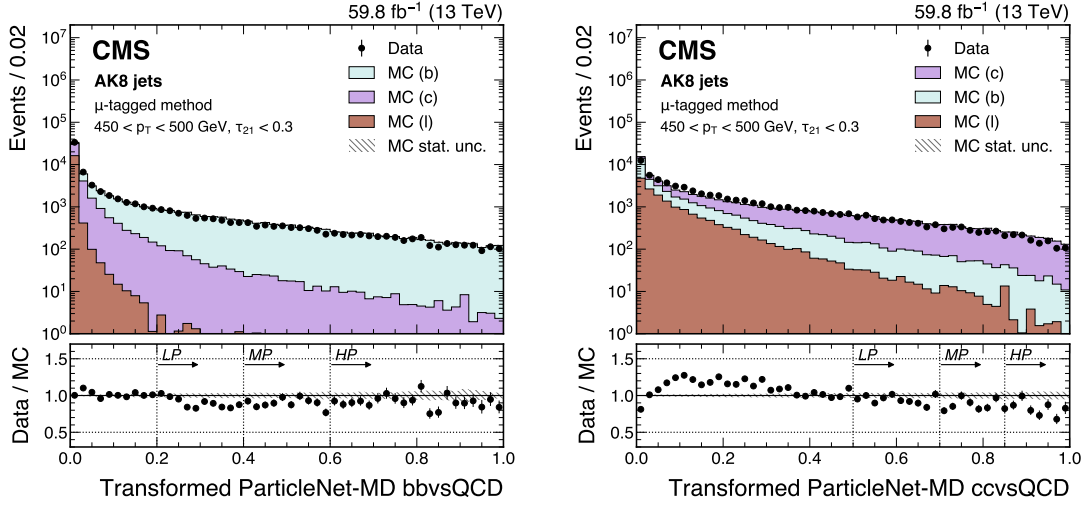 59.8 fb⁻¹ (13 TeV)
Events / 0.02
10⁷
10⁶
10⁵
10⁴
10³
10²
10¹
10⁰
CMS
AK8 jets
μ-tagged method
450 < p_T < 500 GeV, τ₂₁ < 0.3
Data
MC (b)
MC (c)
MC (l)
MC stat. unc.
Data / MC
1.5
1.0
0.5
LP
MP
HP
0.0 0.2 0.4 0.6 0.8 1.0
Transformed ParticleNet-MD bbvsQCD
59.8 fb⁻¹ (13 TeV)
Events / 0.02
10⁷
10⁶
10⁵
10⁴
10³
10²
10¹
10⁰
CMS
AK8 jets
μ-tagged method
450 < p_T < 500 GeV, τ₂₁ < 0.3
Data
MC (c)
MC (b)
MC (l)
MC stat. unc.
Data / MC
1.5
1.0
0.5
LP
MP
HP
0.0 0.2 0.4 0.6 0.8 1.0
Transformed ParticleNet-MD ccvsQCD